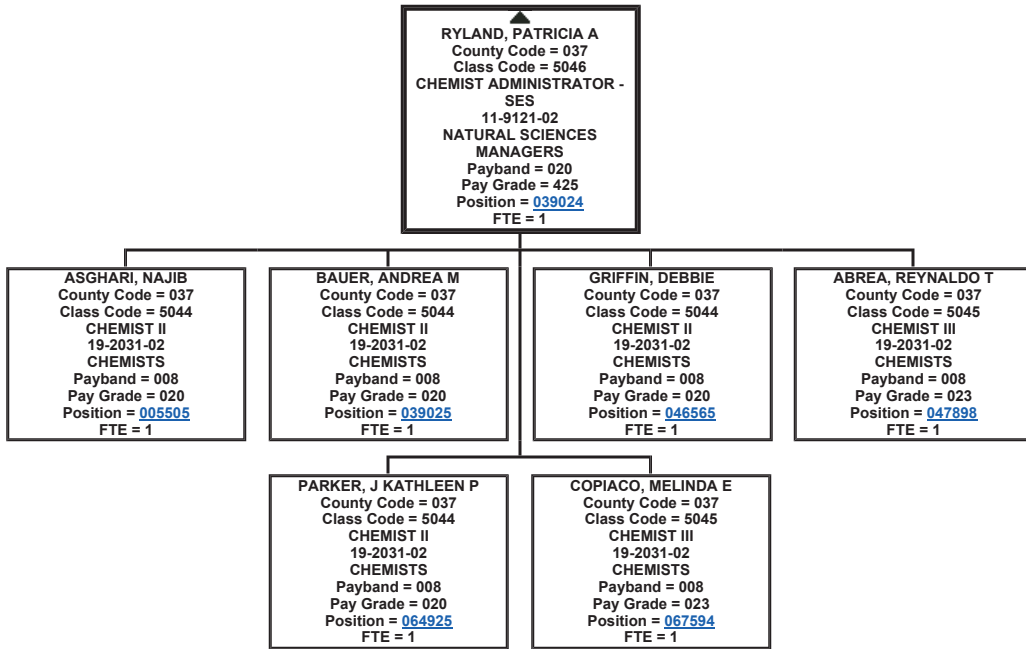 RYLAND, PATRICIA A
County Code = 037
Class Code = 5046
CHEMIST ADMINISTRATOR -
SES
11-9121-02
NATURAL SCIENCES
MANAGERS
Payband = 020
Pay Grade = 425
Position = 039024
FTE = 1
ASGHARI, NAJIB
County Code = 037
Class Code = 5044
CHEMIST II
19-2031-02
CHEMISTS
Payband = 008
Pay Grade = 020
Position = 005505
FTE = 1
BAUER, ANDREA M
County Code = 037
Class Code = 5044
CHEMIST II
19-2031-02
CHEMISTS
Payband = 008
Pay Grade = 020
Position = 039025
FTE = 1
GRIFFIN, DEBBIE
County Code = 037
Class Code = 5044
CHEMIST II
19-2031-02
CHEMISTS
Payband = 008
Pay Grade = 020
Position = 046565
FTE = 1
ABREA, REYNALDO T
County Code = 037
Class Code = 5045
CHEMIST III
19-2031-02
CHEMISTS
Payband = 008
Pay Grade = 023
Position = 047898
FTE = 1
PARKER, J KATHLEEN P
County Code = 037
Class Code = 5044
CHEMIST II
19-2031-02
CHEMISTS
Payband = 008
Pay Grade = 020
Position = 064925
FTE = 1
COPIACO, MELINDA E
County Code = 037
Class Code = 5045
CHEMIST III
19-2031-02
CHEMISTS
Payband = 008
Pay Grade = 023
Position = 067594
FTE = 1